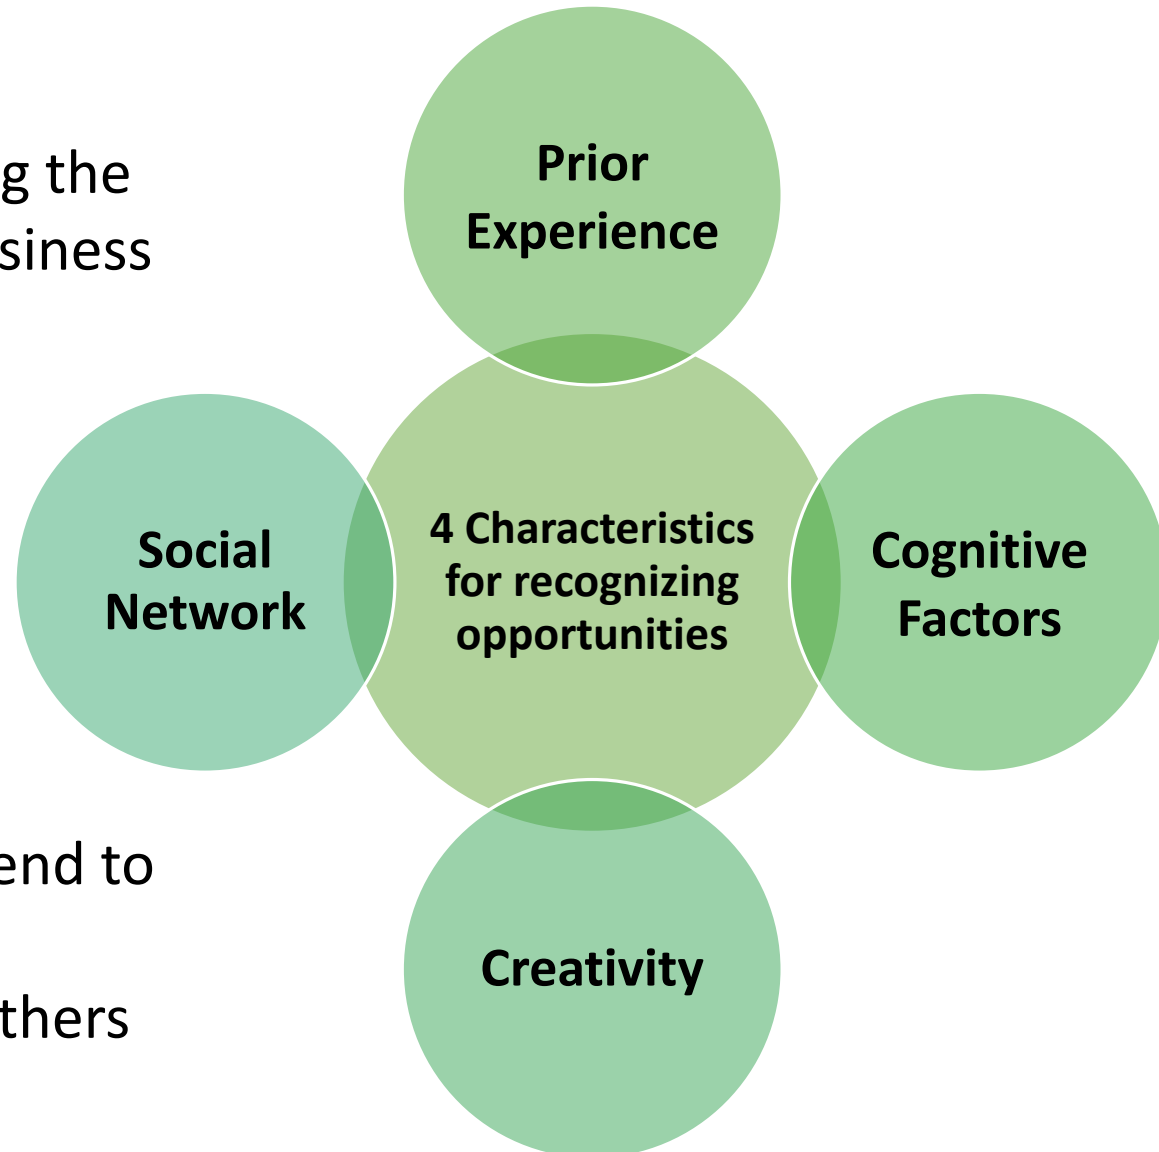 Prior
Experience
g the
siness
4 Characteristics
for recognizing
opportunities
Social
Network
Cognitive
Factors
end to
thers
Creativity